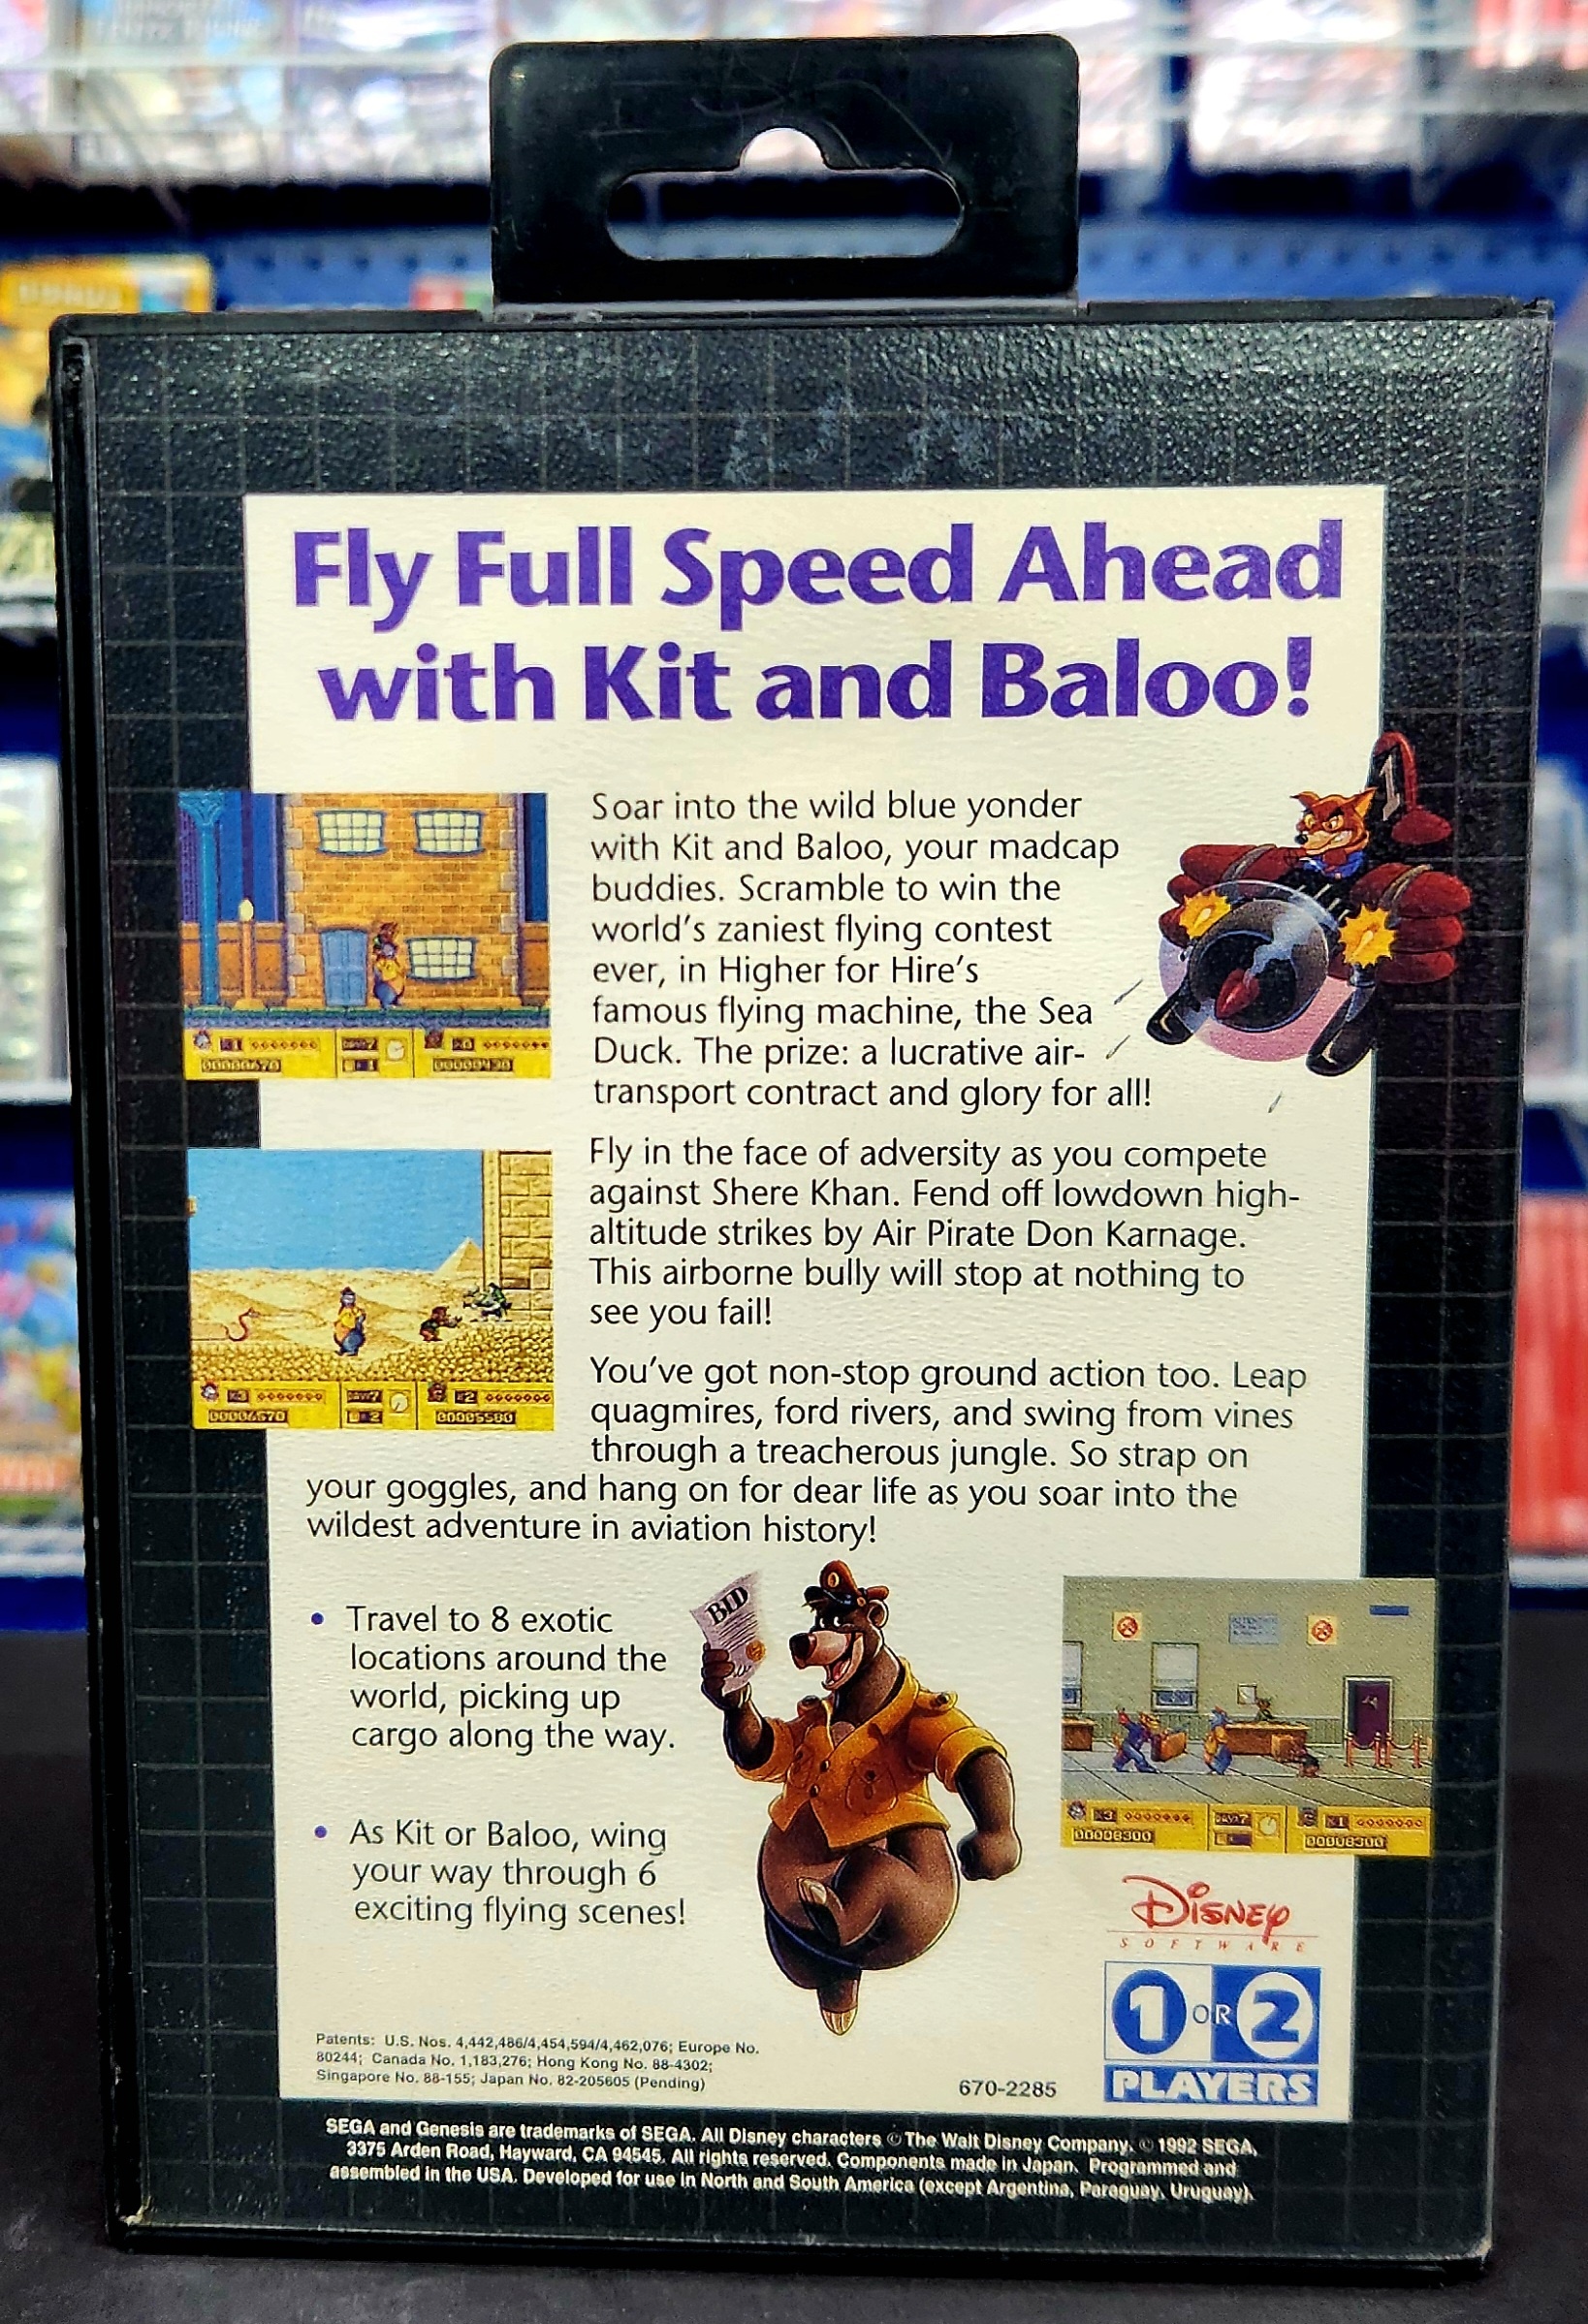 Fly Full Speed Ahead
with Kit and Baloo!
Soar into the wild blue yonder
with Kit and Baloo, your madcap
buddies. Scramble to win the
world's zaniest flying contest
ever, in Higher for Hire's
famous flying machine, the Sea
Duck. The prize: a lucrative air-
transport contract and glory for all!
Fly in the face of adversity as you compete
against Shere Khan. Fend off lowdown high-
altitude strikes by Air Pirate Don Karnage.
This airborne bully will stop at nothing to
see you fail!
You've got non-stop ground action too. Leap
quagmires, ford rivers, and swing from vines
through a treacherous jungle. So strap on
your goggles, and hang on for dear life as you soar into the
wildest adventure in aviation history!
• Travel to 8 exotic
locations around the
world, picking up
cargo along the way.
• As Kit or Baloo, wing
your way through 6
exciting flying scenes!
BID
00008300
00008300
DISNEY
SOFTWARE
1 OR 2
PLAYERS
Patents: U.S. Nos. 4,442,486/4,454,594/4,462,076; Europe No.
80244; Canada No. 1,183,276; Hong Kong No. 88-4302;
Singapore No. 88-155; Japan No. 82-205605 (Pending)
670-2285
SEGA and Genesis are trademarks of SEGA. All Disney characters © The Walt Disney Company. © 1992 SEGA,
3375 Arden Road, Hayward, CA 94545. All rights reserved. Components made in Japan. Programmed and
assembled in the USA. Developed for use in North and South America (except Argentina, Paraguay, Uruguay).